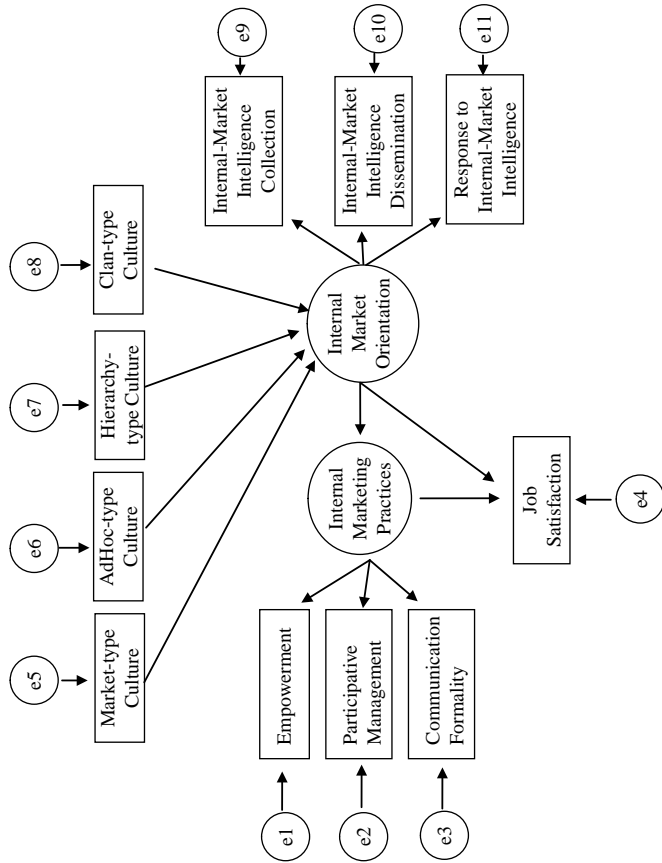 e5
e6
e7
e8
Market-type
Culture
AdHoc-type
Culture
Hierarchy-
type Culture
Clan-type
Culture
e1
Empowerment
e2
Participative
Management
e3
Communication
Formality
Internal
Marketing
Practices
Internal
Market
Orientation
Internal-Market
Intelligence
Collection
e9
Internal-Market
Intelligence
Dissemination
e10
Response to
Internal-Market
Intelligence
e11
Job
Satisfaction
e4